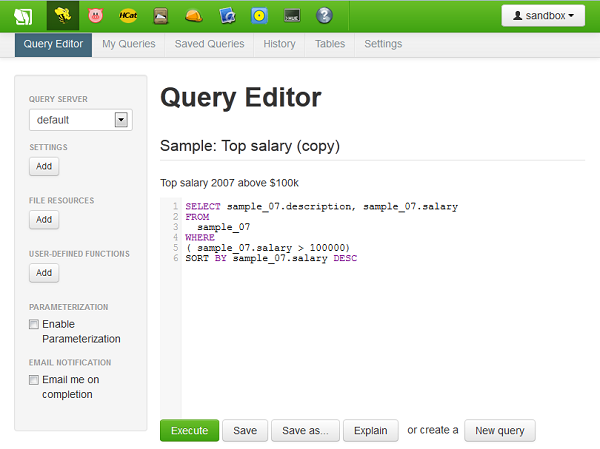 HCat
sandbox
Query Editor My Queries Saved Queries History Tables Settings
QUERY SERVER
default
SETTINGS
Add
FILE RESOURCES
Add
USER-DEFINED FUNCTIONS
Add
PARAMETERIZATION
Enable
Parameterization
EMAIL NOTIFICATION
Email me on
completion
Query Editor
Sample: Top salary (copy)
Top salary 2007 above $100k
1 SELECT sample_07.description, sample_07.salary
2 FROM
3 sample_07
4 WHERE
5 ( sample_07.salary > 100000)
6 SORT BY sample_07.salary DESC
Execute Save Save as... Explain or create a New query